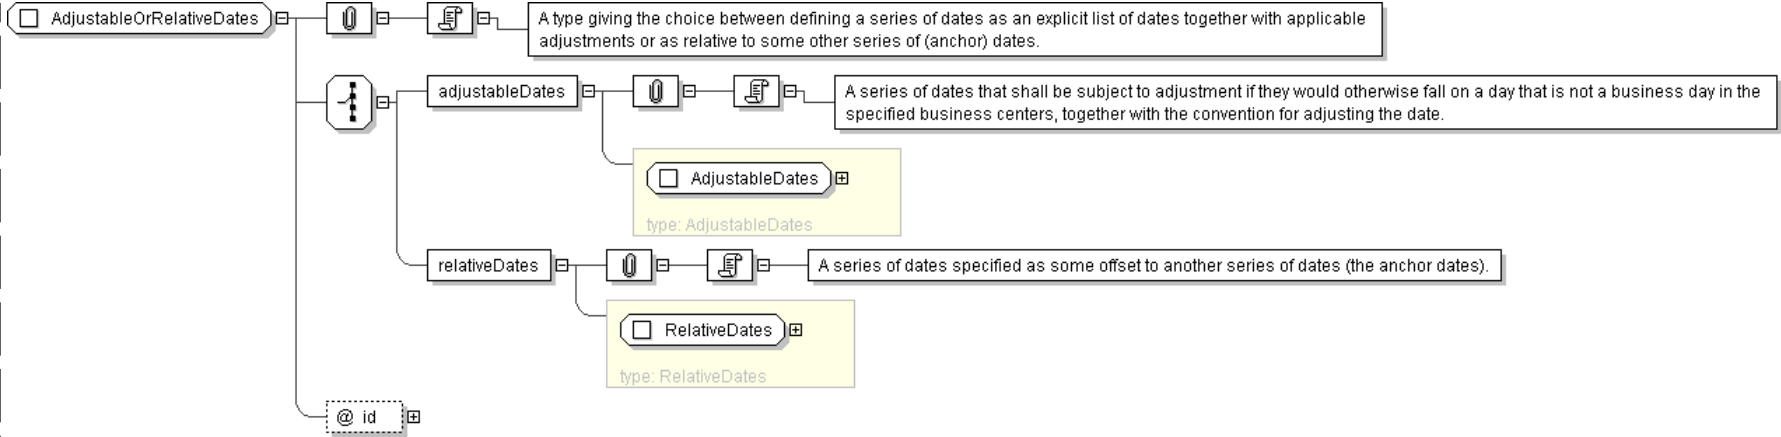 AdjustableOrRelativeDates
A type giving the choice between defining a series of dates as an explicit list of dates together with applicable
adjustments or as relative to some other series of (anchor) dates.
adjustableDates
A series of dates that shall be subject to adjustment if they would otherwise fall on a day that is not a business day in the
specified business centers, together with the convention for adjusting the date.
AdjustableDates
type: AdjustableDates
relativeDates
A series of dates specified as some offset to another series of dates (the anchor dates).
RelativeDates
type: RelativeDates
@ id